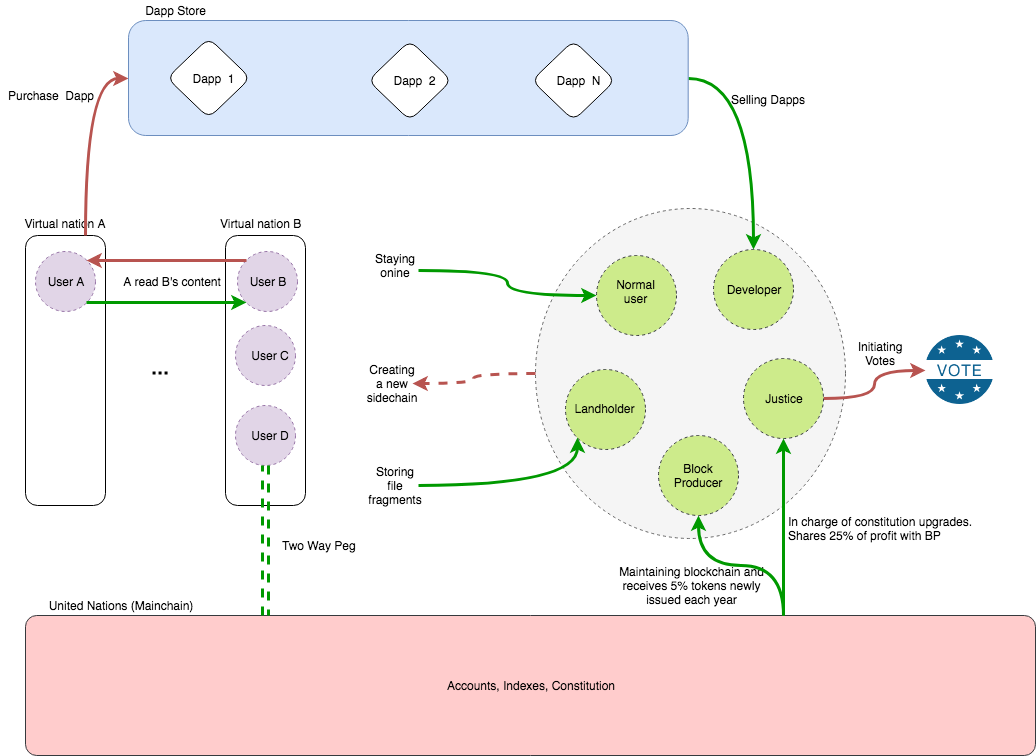 Dapp Store
Dapp 1
Dapp 2
Dapp N
Purchase Dapp
Selling Dapps
Virtual nation A
Virtual nation B
User A
A read B's content
User B
User C
...
User D
Two Way Peg
Staying
onine
Normal
user
Developer
Creating
a new
sidechain
Landholder
Justice
Initiating
Votes
VOTE
Storing
file
fragments
Block
Producer
In charge of constitution upgrades.
Shares 25% of profit with BP
Maintaining blockchain and
receives 5% tokens newly
issued each year
United Nations (Mainchain)
Accounts, Indexes, Constitution